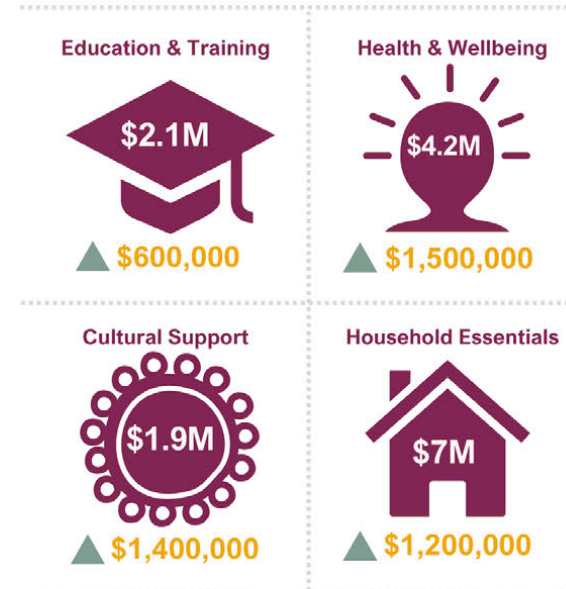 Education & Training
$2.1M
$600,000
Health & Wellbeing
$4.2M
$1,500,000
Cultural Support
$1.9M
$1,400,000
Household Essentials
$7M
$1,200,000